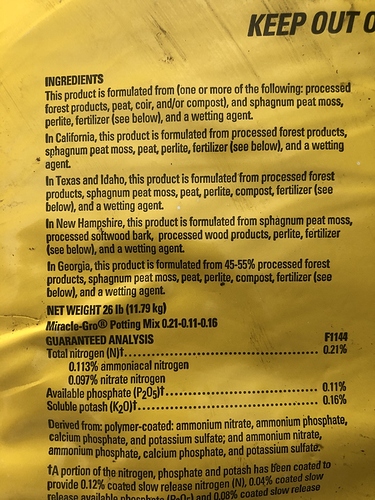 KEEP OUT O
INGREDIENTS
This product is formulated from (one or more of the following: processed
forest products, peat, coir, and/or compost), and sphagnum peat moss,
perlite, fertilizer (see below), and a wetting agent.
In California, this product is formulated from processed forest products,
sphagnum peat moss, peat, perlite, fertilizer (see below), and a wetting
agent.
In Texas and Idaho, this product is formulated from processed forest
products, sphagnum peat moss, peat, perlite, compost, fertilizer (see
below), and a wetting agent.
In New Hampshire, this product is formulated from sphagnum peat moss,
processed softwood bark, processed wood products, perlite, fertilizer
(see below), and a wetting agent.
In Georgia, this product is formulated from 45-55% processed forest
products, sphagnum peat moss, peat, perlite, compost, fertilizer (see
below), and a wetting agent.
NET WEIGHT 26 lb (11.79 kg)
Miracle-Gro® Potting Mix 0.21-0.11-0.16
GUARANTEED ANALYSIS F1144
Total nitrogen (N)†........................................ 0.21%
0.113% ammoniacal nitrogen
0.097% nitrate nitrogen
Available phosphate (P2O5)†........................ 0.11%
Soluble potash (K2O)†................................ 0.16%
Derived from: polymer-coated: ammonium nitrate, ammonium phosphate,
calcium phosphate, and potassium sulfate; and ammonium nitrate,
ammonium phosphate, calcium phosphate, and potassium sulfate.
†A portion of the nitrogen, phosphate and potash has been coated to
provide 0.12% coated slow release nitrogen (N), 0.04% coated slow
release available phosphate (P2O5) and 0.08% coated slow release